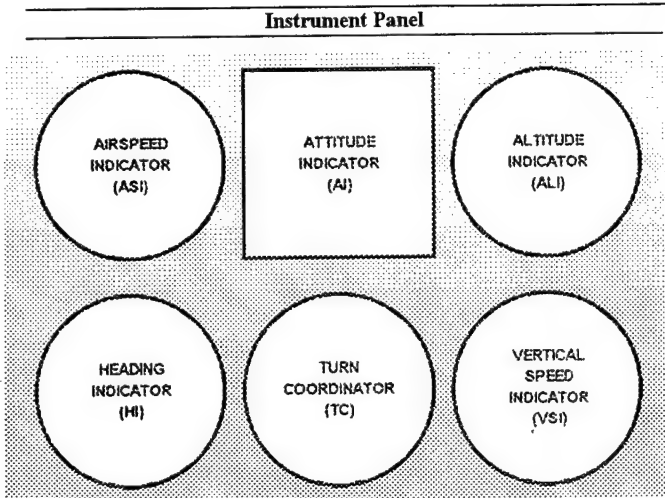 Instrument Panel
AIRSPEED
INDICATOR
(ASI)
ATTITUDE
INDICATOR
(AI)
ALTITUDE
INDICATOR
(ALI)
HEADING
INDICATOR
(HI)
TURN
COORDINATOR
(TC)
VERTICAL
SPEED
INDICATOR
(VSI)